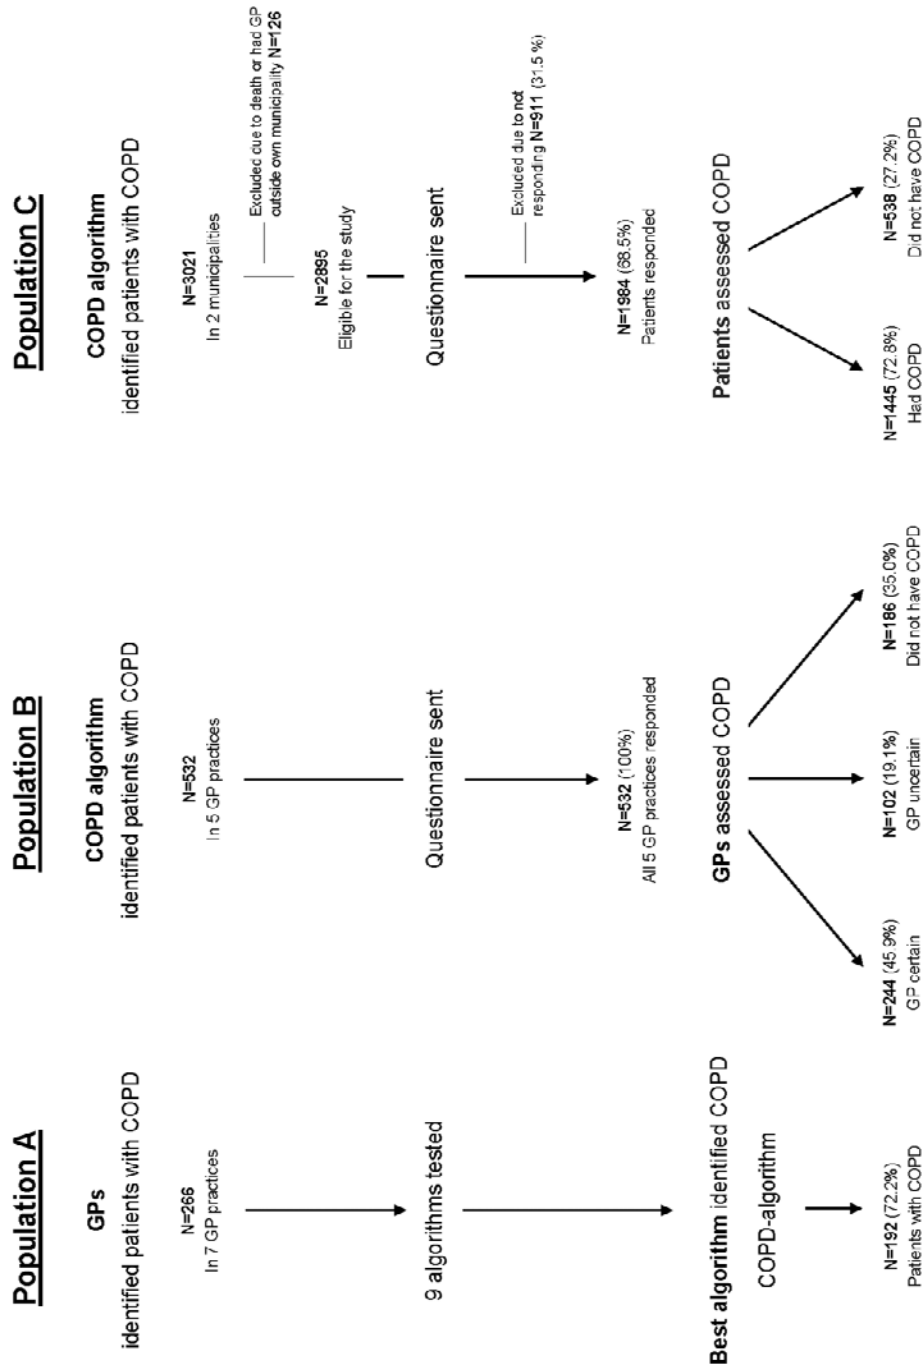 Population A
GPs
identified patients with COPD
N=266
In 7 GP practices
9 algorithms tested
Best algorithm identified COPD
COPD-algorithm
N=192 (72.2%)
Patients with COPD
Population B
COPD algorithm
identified patients with COPD
N=532
In 5 GP practices
Questionnaire sent
N=532 (100%)
All 5 GP practices responded
GPs assessed COPD
N=244 (45.9%)
GP certain
N=102 (19.1%)
GP uncertain
N=186 (35.0%)
Did not have COPD
Population C
COPD algorithm
identified patients with COPD
N=3021
In 2 municipalities
Excluded due to death or had GP
outside own municipality N=126
N=2895
Eligible for the study
Questionnaire sent
Excluded due to not
responding N=911 (31.5 %)
N=1984 (68.5%)
Patients responded
Patients assessed COPD
N=1445 (72.8%)
Had COPD
N=538 (27.2%)
Did not have COPD